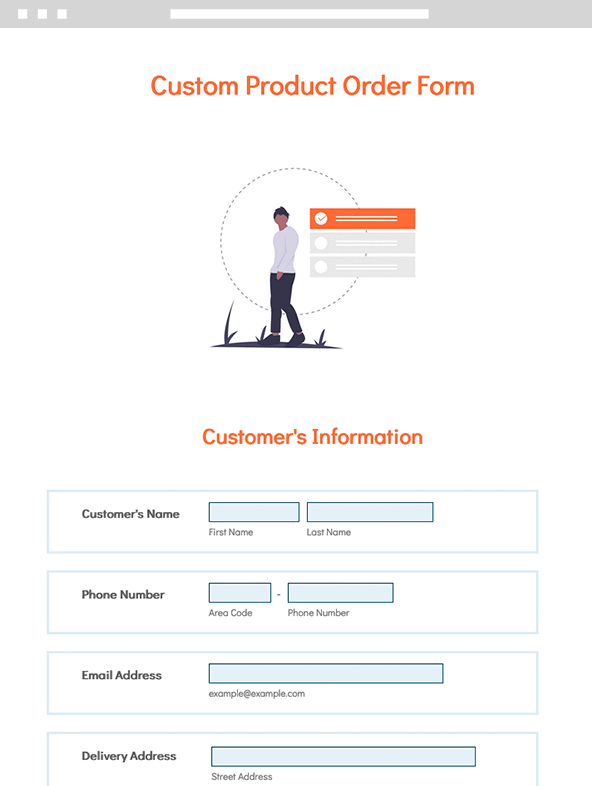 Custom Product Order Form
Customer's Information
Customer's Name
First Name Last Name
Phone Number -
Area Code Phone Number
Email Address
example@example.com
Delivery Address
Street Address